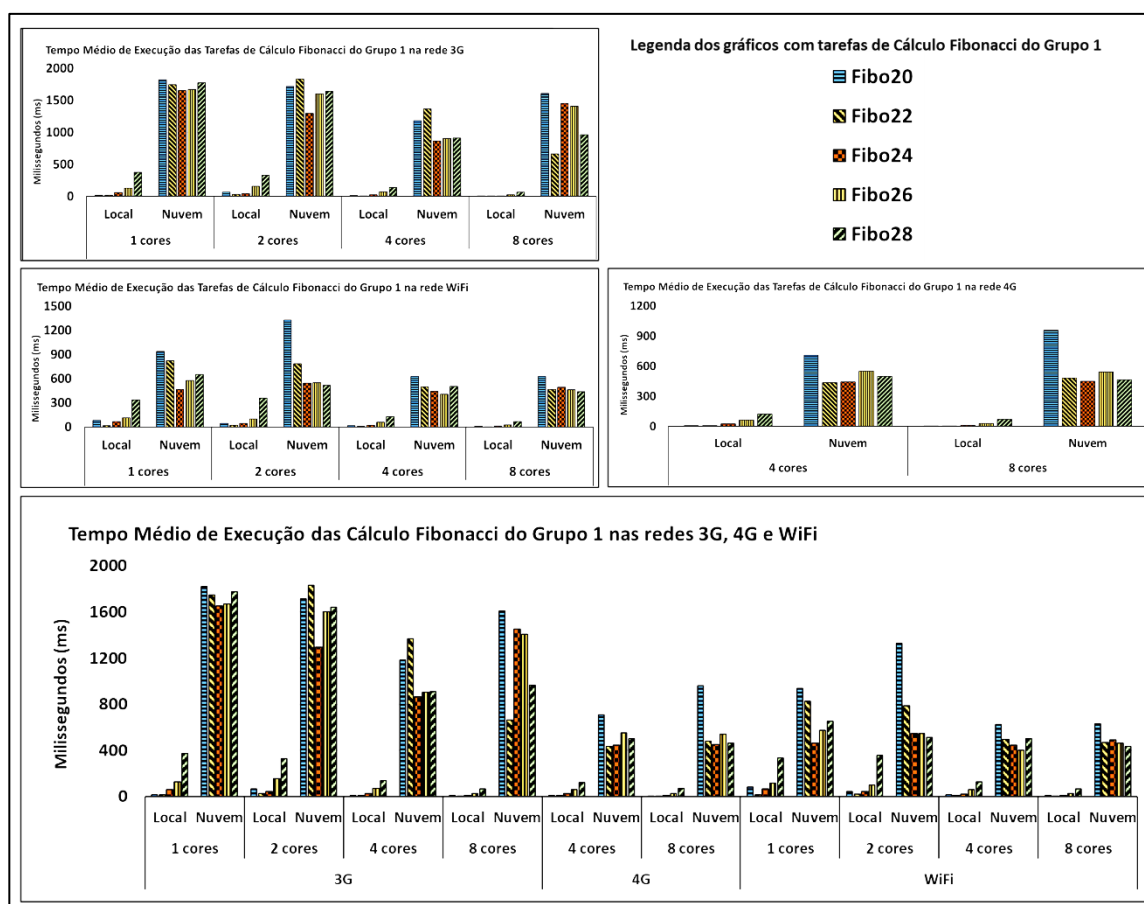 Tempo Médio de Execução das Tarefas de Cálculo Fibonacci do Grupo 1 na rede 3G
2000
1500
1000
500
0
Milissegundos (ms)
Local Nuvem Local Nuvem Local Nuvem Local Nuvem
1 cores 2 cores 4 cores 8 cores
Legenda dos gráficos com tarefas de Cálculo Fibonacci do Grupo 1
Fibo20
Fibo22
Fibo24
Fibo26
Fibo28
Tempo Médio de Execução das Tarefas de Cálculo Fibonacci do Grupo 1 na rede WiFi
1500
1200
900
600
300
0
Milissegundos (ms)
Local Nuvem Local Nuvem Local Nuvem Local Nuvem
1 cores 2 cores 4 cores 8 cores
Tempo Médio de Execução das Tarefas de Cálculo Fibonacci do Grupo 1 na rede 4G
1200
900
600
300
0
Milissegundos (ms)
Local Nuvem Local Nuvem
4 cores 8 cores
Tempo Médio de Execução das Cálculo Fibonacci do Grupo 1 nas redes 3G, 4G e WiFi
2000
1600
1200
800
400
0
Milissegundos (ms)
Local Nuvem Local Nuvem Local Nuvem Local Nuvem Local Nuvem Local Nuvem Local Nuvem Local Nuvem Local Nuvem Local Nuvem
1 cores 2 cores 4 cores 8 cores 4 cores 8 cores 1 cores 2 cores 4 cores 8 cores
3G 4G WiFi